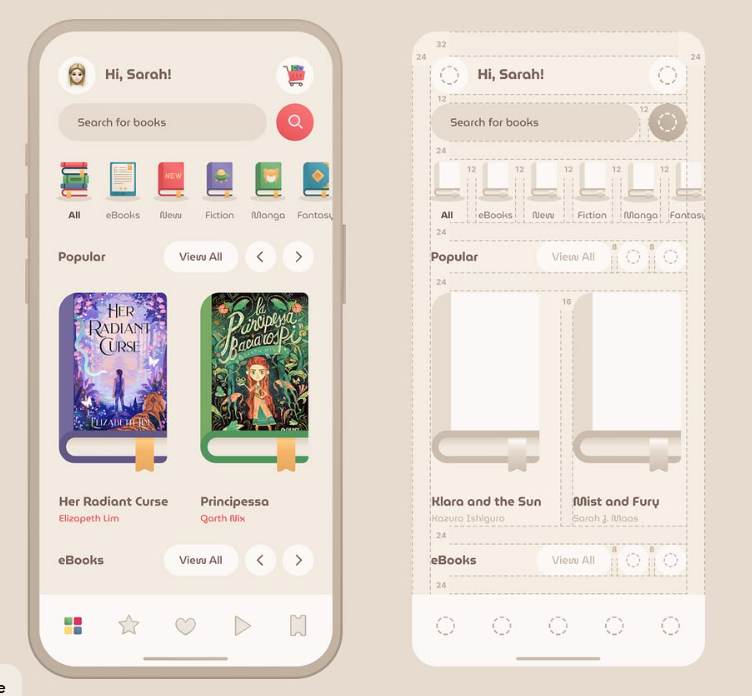 Hi, Sarah!
Search for books
NEW
All
eBooks
New
Fiction
Manga
Fantasy
Popular
View All
HER
RADIANT
CURSE
ELIZABETH LIM
la
Principessa
baciarospi
Her Radiant Curse
Elizapeth Lim
Principessa
Garth Nix
eBooks
View All
e
32
24
24
Hi, Sarah!
12
12
Search for books
24
12
12
12
12
12
All
eBooks
New
Fiction
Manga
Fantasy
24
Popular
View All
8
8
24
16
Klara and the Sun
Kazuro Ishiguro
Mist and Fury
Sarah J. Maas
24
eBooks
View All
8
8
24